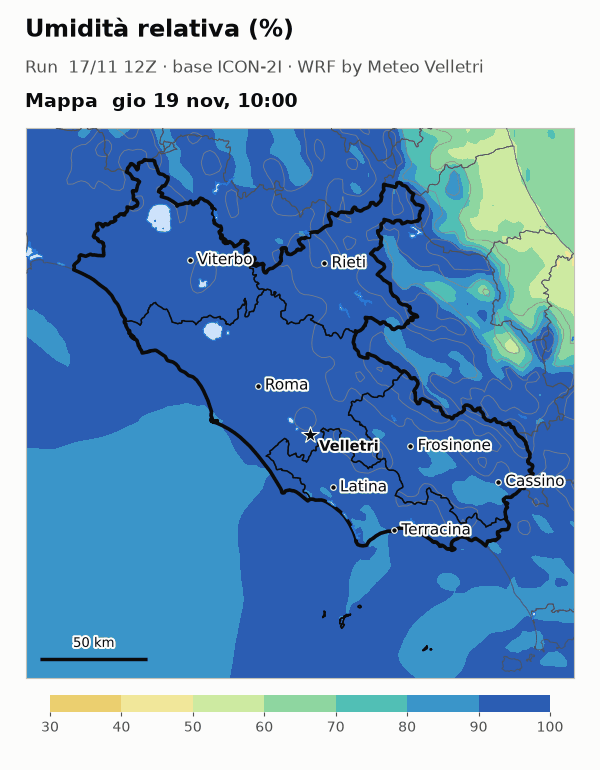 Umidità relativa (%)
Run 17/11 12Z · base ICON-2I · WRF by Meteo Velletri
Mappa gio 19 nov, 10:00
Viterbo
Rieti
Roma
Velletri
Frosinone
Latina
Cassino
Terracina
50 km
30 40 50 60 70 80 90 100